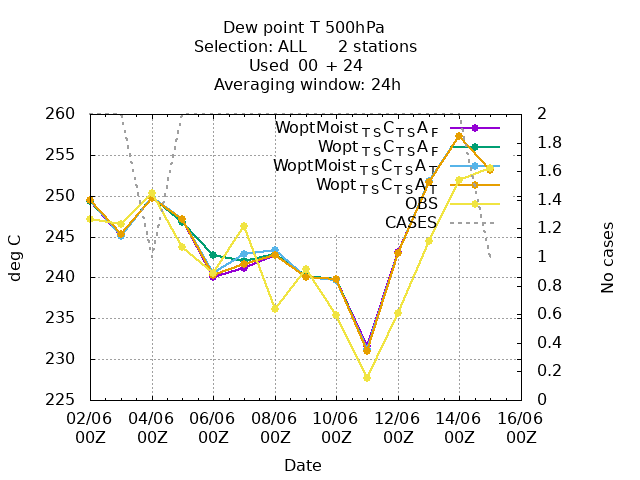 Dew point T 500hPa
Selection: ALL 2 stations
Used 00 + 24
Averaging window: 24h
260
255
250
245
240
235
230
225
deg C
2
1.8
1.6
1.4
1.2
1
0.8
0.6
0.4
0.2
0
No cases
WoptMoist TS C TS A F
Wopt TS C TS A F
WoptMoist TS C TS A T
Wopt TS C TS A T
OBS
CASES
02/06 04/06 06/06 08/06 10/06 12/06 14/06 16/06
00Z 00Z 00Z 00Z 00Z 00Z 00Z 00Z
Date